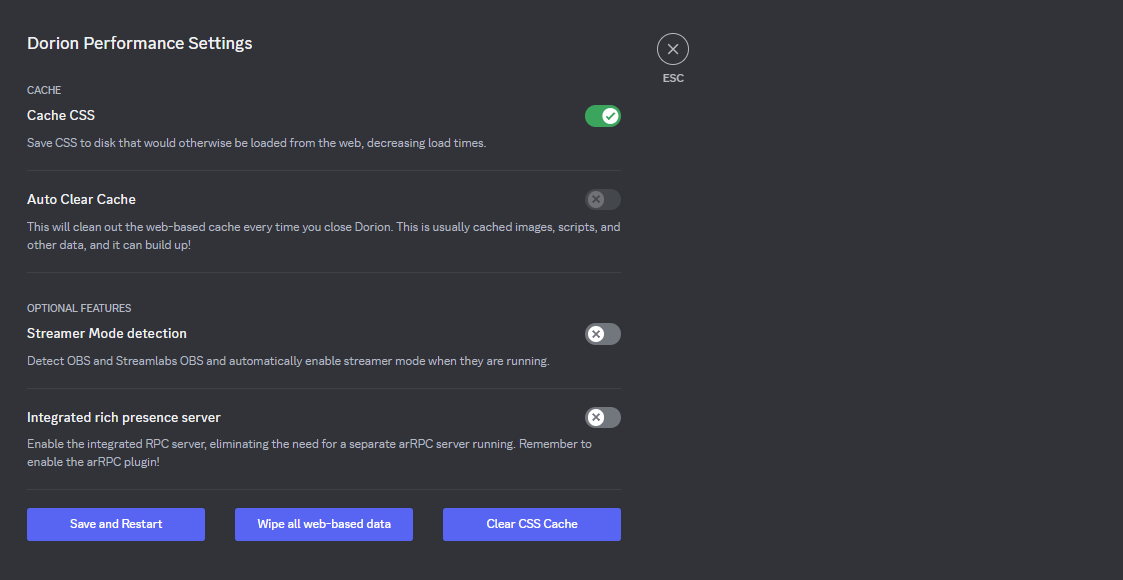 Dorion Performance Settings
ESC
CACHE
Cache CSS
Save CSS to disk that would otherwise be loaded from the web, decreasing load times.
Auto Clear Cache
This will clean out the web-based cache every time you close Dorion. This is usually cached images, scripts, and
other data, and it can build up!
OPTIONAL FEATURES
Streamer Mode detection
Detect OBS and Streamlabs OBS and automatically enable streamer mode when they are running.
Integrated rich presence server
Enable the integrated RPC server, eliminating the need for a separate arRPC server running. Remember to
enable the arRPC plugin!
Save and Restart
Wipe all web-based data
Clear CSS Cache